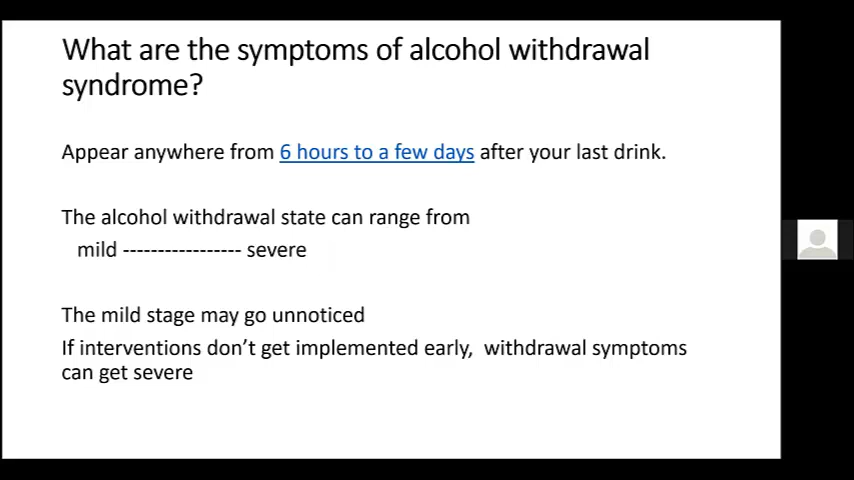 What are the symptoms of alcohol withdrawal
syndrome?
Appear anywhere from 6 hours to a few days after your last drink.
The alcohol withdrawal state can range from
mild ----------------- severe
The mild stage may go unnoticed
If interventions don’t get implemented early,  withdrawal symptoms
can get severe